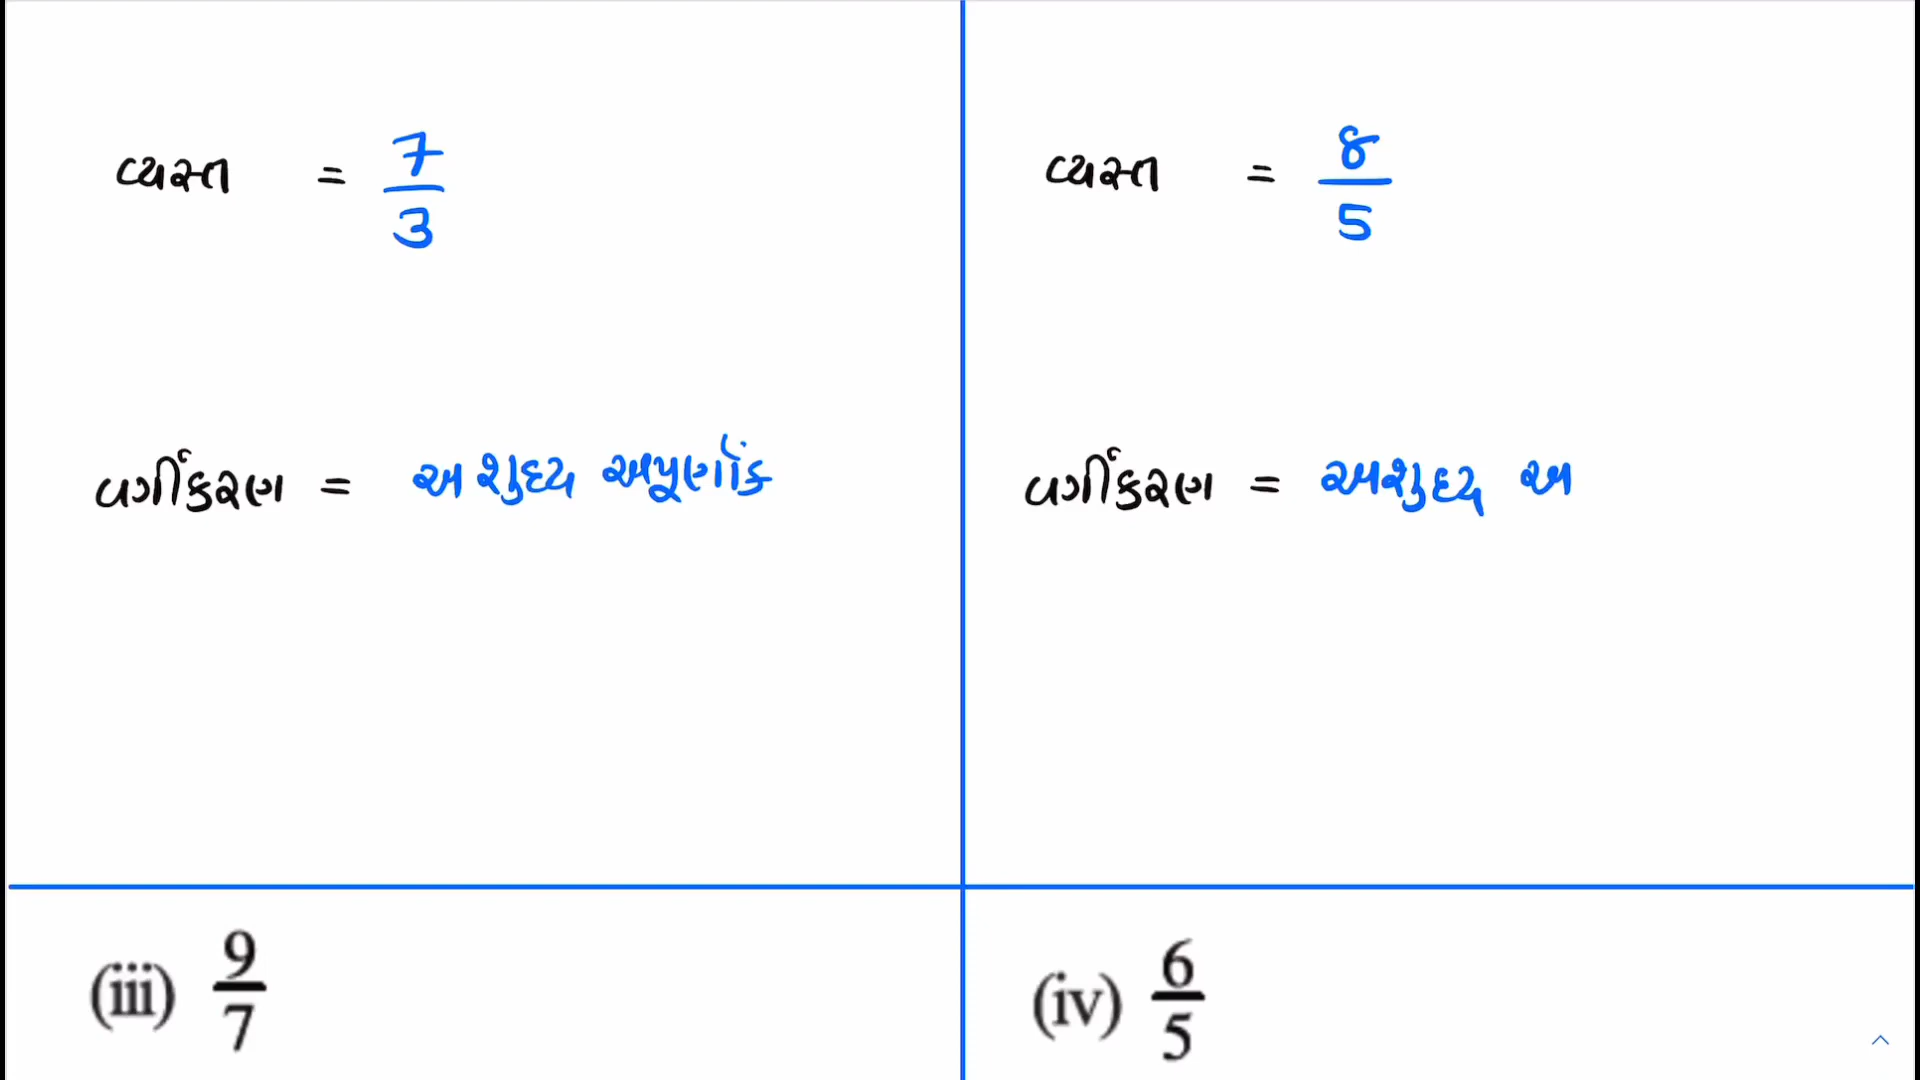 વ્યસ્ત = 7/3
વર્ગીકરણ = અશુદ્ધ અપૂર્ણાંક
વ્યસ્ત = 8/5
વર્ગીકરણ = અશુદ્ધ અ
(iii) 9/7
(iv) 6/5